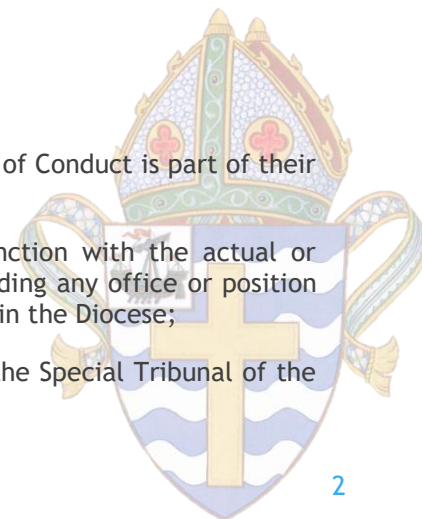 of Conduct is part of their
nction with the actual or
ding any office or position
in the Diocese;
the Special Tribunal of the
2